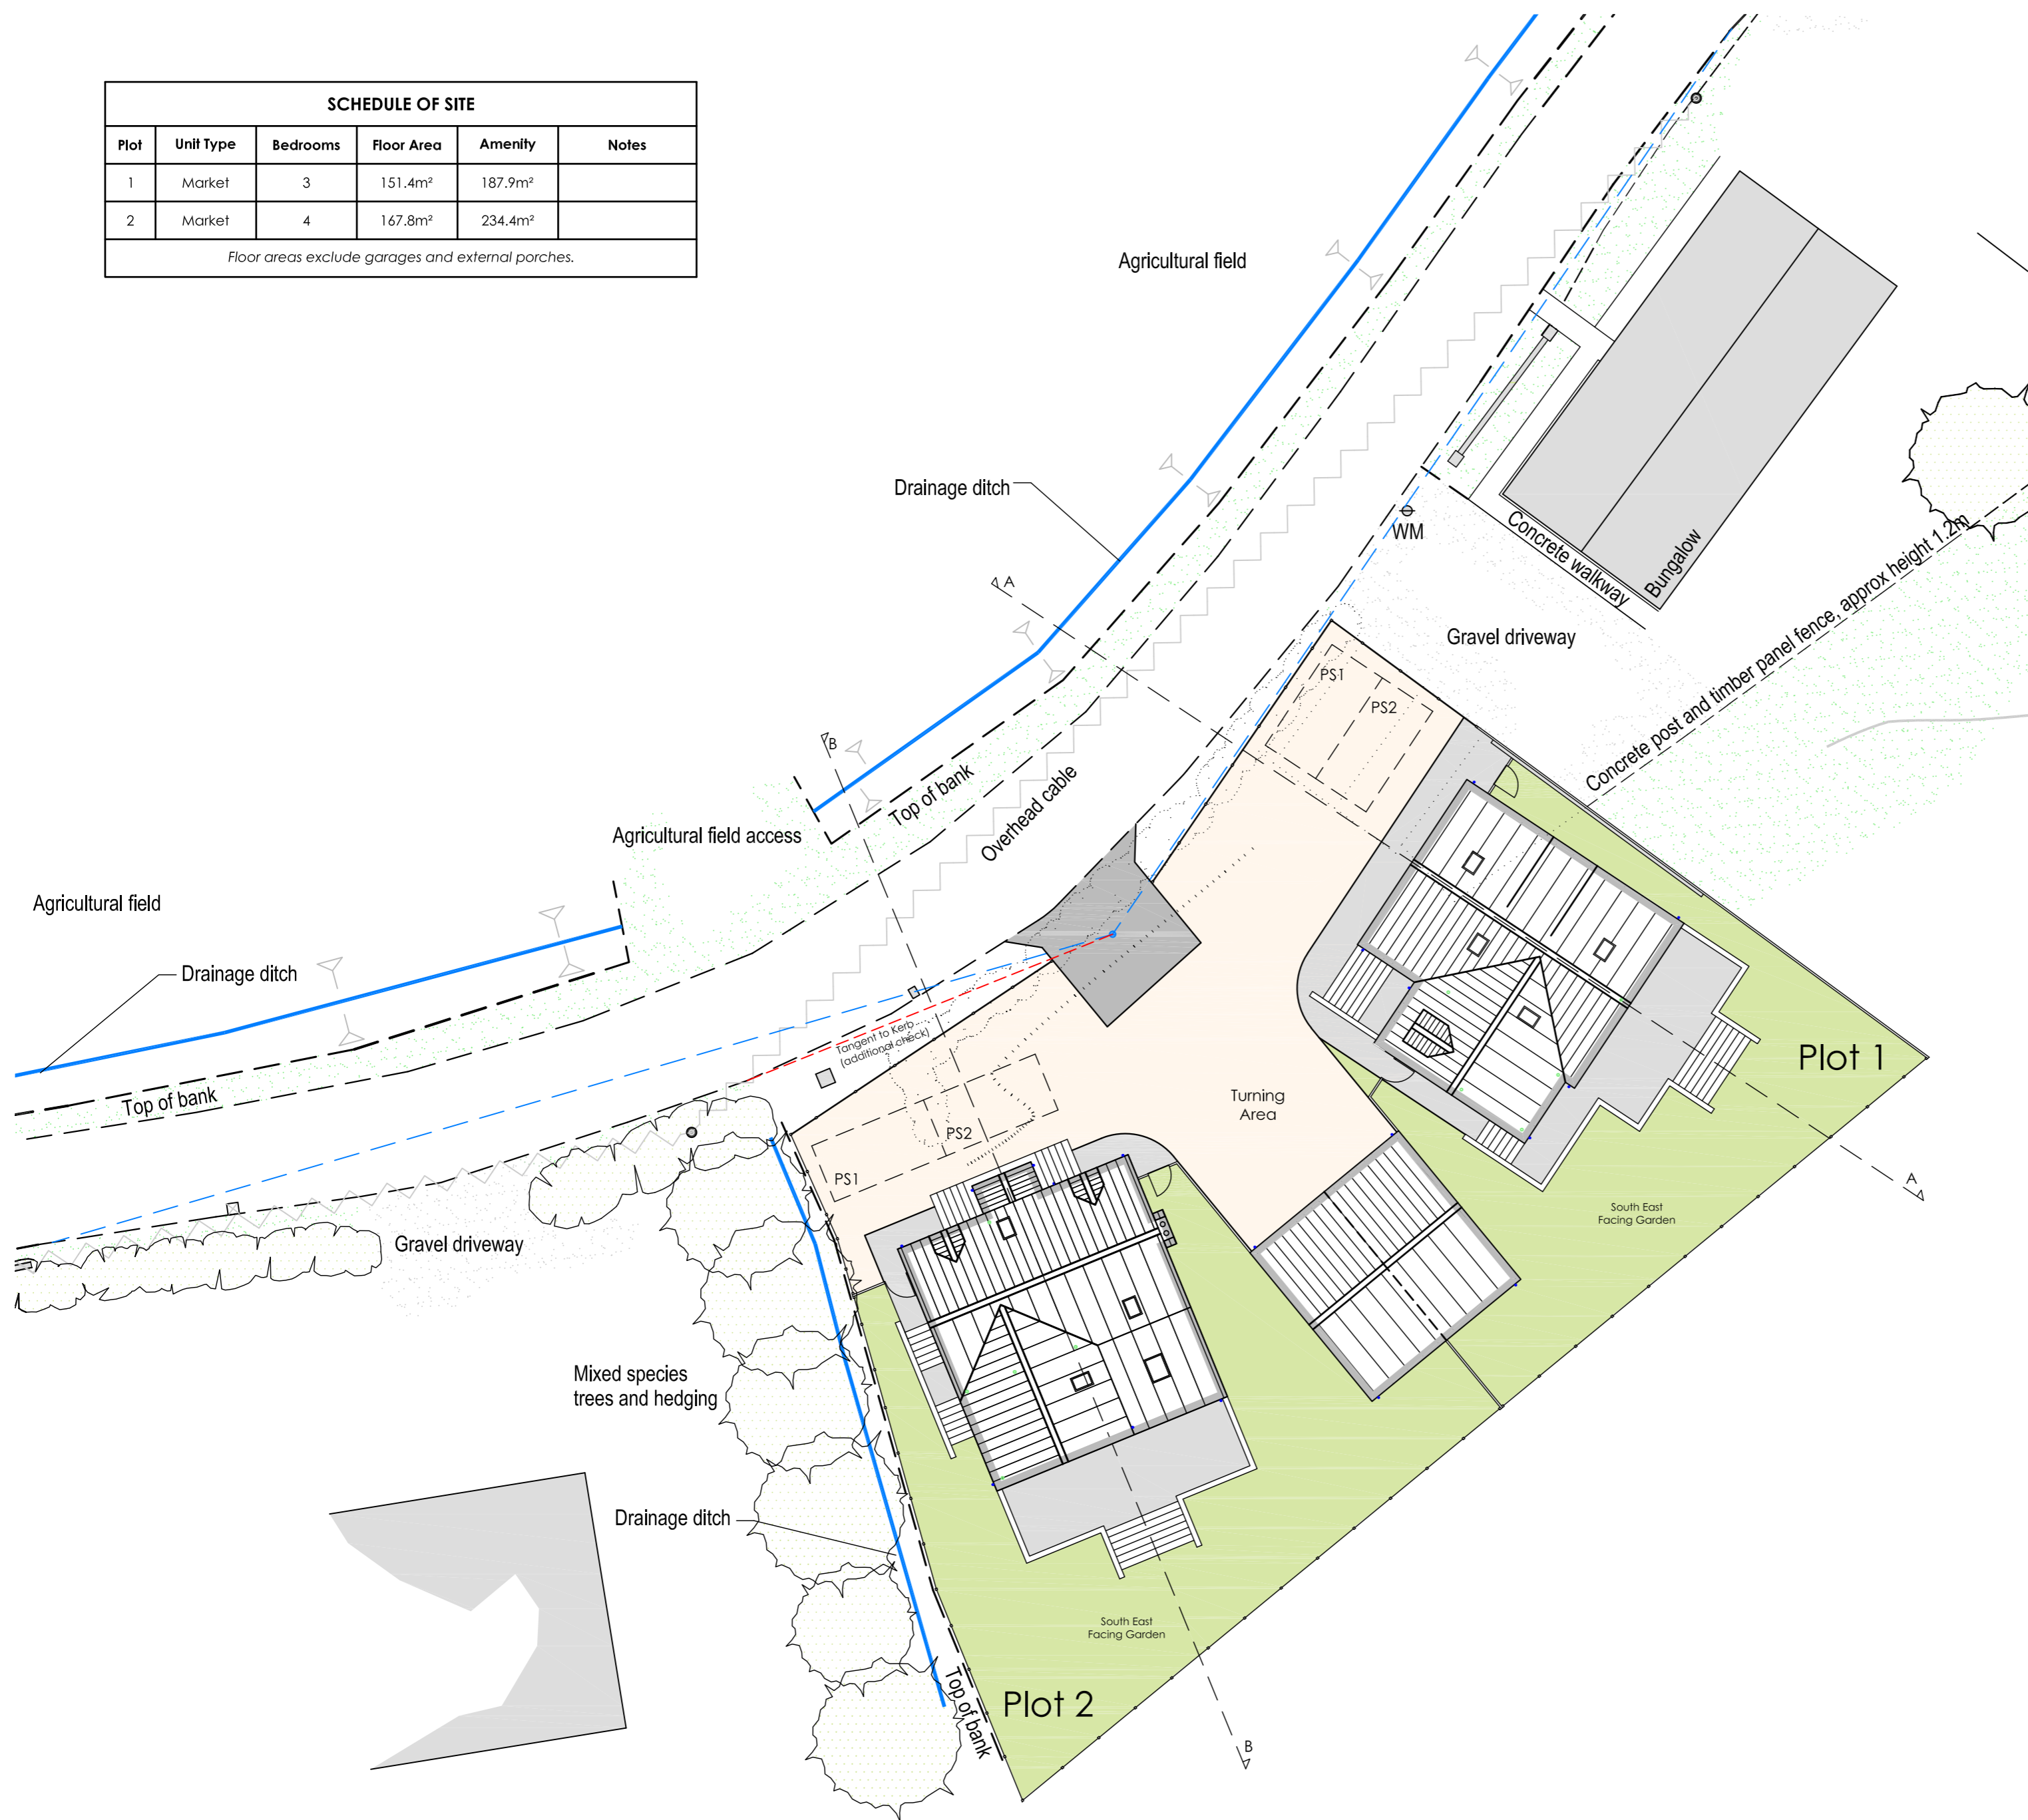 SCHEDULE OF SITE
Plot Unit Type Bedrooms Floor Area Amenity Notes
1 Market 3 151.4m² 187.9m²
2 Market 4 167.8m² 234.4m²
Floor areas exclude garages and external porches.
Agricultural field
Drainage ditch
WM
Concrete walkway
Bungalow
A
Concrete post and timber panel fence, approx height 1.2m
Gravel driveway
PS1
PS2
B
Top of bank
Overhead cable
Agricultural field access
Agricultural field
Drainage ditch
Tangent to Kerb
(additional check)
Plot 1
Top of bank
Turning
Area
PS2
PS1
A
South East
Facing Garden
Gravel driveway
Mixed species
trees and hedging
Drainage ditch
South East
Facing Garden
Top of bank
Plot 2
B